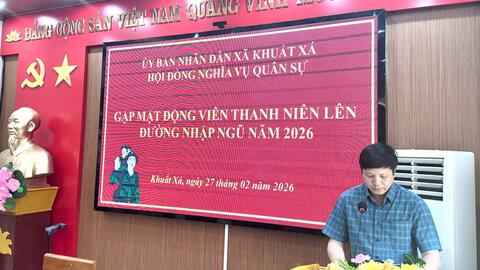 ĐẢNG CỘNG SẢN VIỆT NAM QUANG VINH
ỦY BAN NHÂN DÂN XÃ KHUẤT XÁ
HỘI ĐỒNG NGHĨA VỤ QUÂN SỰ
GẶP MẶT ĐỘNG VIÊN THANH NIÊN LÊN
ĐƯỜNG NHẬP NGŨ NĂM 2026
Khuất Xá, ngày 27 tháng 02 năm 2026